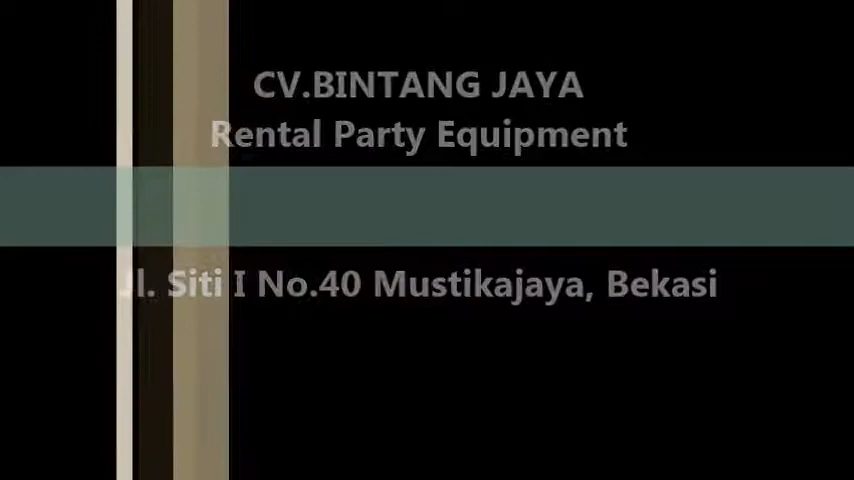 CV.BINTANG JAYA
Rental Party Equipment
Jl. Siti I No.40 Mustikajaya, Bekasi